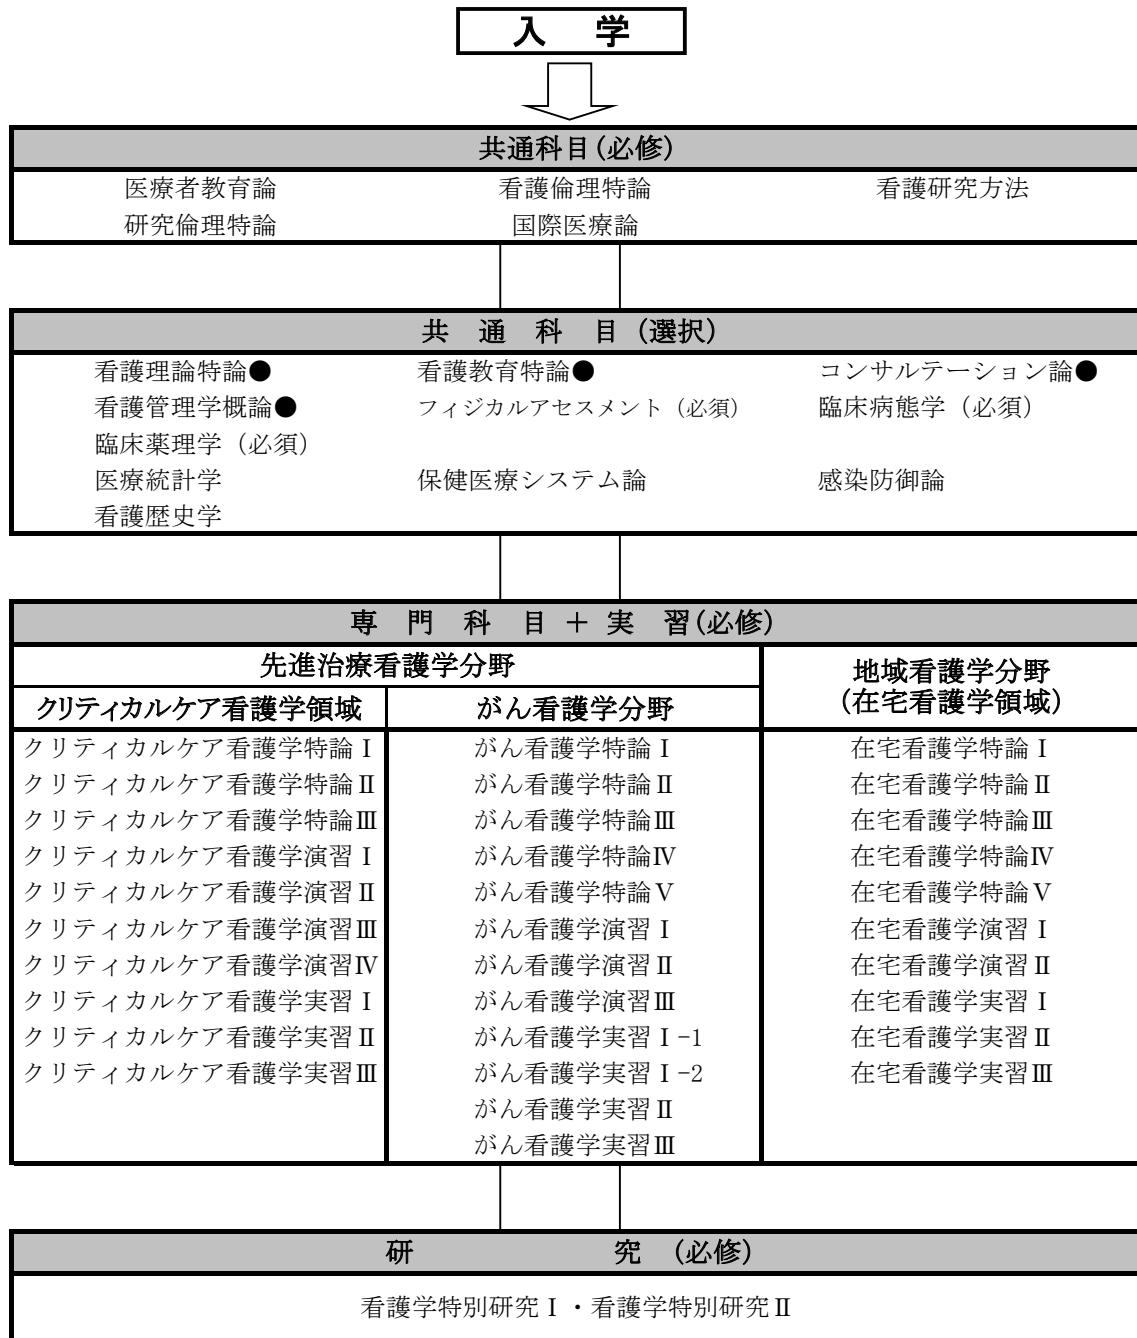 入 学
共通科目(必修)
医療者教育論 看護倫理特論 看護研究方法
研究倫理特論 国際医療論
共 通 科 目 (選択)
看護理論特論● 看護教育特論● コンサルテーション論●
看護管理学概論● フィジカルアセスメント (必須) 臨床病態学 (必須)
臨床薬理学 (必須)
医療統計学 保健医療システム論 感染防御論
看護歴史学
専 門 科 目 + 実 習(必修)
先進治療看護学分野 地域看護学分野
(在宅看護学領域)
クリティカルケア看護学領域 がん看護学分野
クリティカルケア看護学特論Ⅰ がん看護学特論Ⅰ 在宅看護学特論Ⅰ
クリティカルケア看護学特論Ⅱ がん看護学特論Ⅱ 在宅看護学特論Ⅱ
クリティカルケア看護学特論Ⅲ がん看護学特論Ⅲ 在宅看護学特論Ⅲ
クリティカルケア看護学演習Ⅰ がん看護学特論Ⅳ 在宅看護学特論Ⅳ
クリティカルケア看護学演習Ⅱ がん看護学特論Ⅴ 在宅看護学特論Ⅴ
クリティカルケア看護学演習Ⅲ がん看護学演習Ⅰ 在宅看護学演習Ⅰ
クリティカルケア看護学演習Ⅳ がん看護学演習Ⅱ 在宅看護学演習Ⅱ
クリティカルケア看護学実習Ⅰ がん看護学演習Ⅲ 在宅看護学実習Ⅰ
クリティカルケア看護学実習Ⅱ がん看護学実習Ⅰ-1 在宅看護学実習Ⅱ
クリティカルケア看護学実習Ⅲ がん看護学実習Ⅰ-2 在宅看護学実習Ⅲ
がん看護学実習Ⅱ
がん看護学実習Ⅲ
研 究 (必修)
看護学特別研究Ⅰ・看護学特別研究Ⅱ